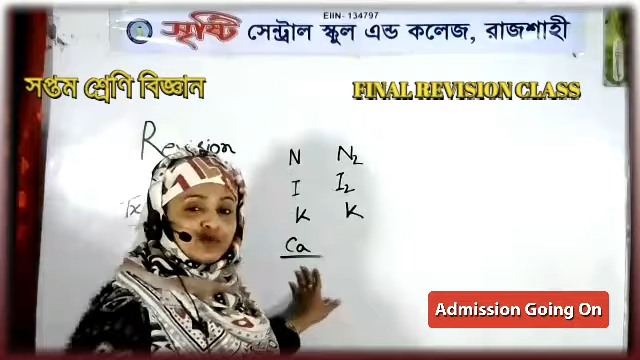 EIIN- 134797
সৃষ্টি সেন্ট্রাল স্কুল এন্ড কলেজ, রাজশাহী
সপ্তম শ্রেণি বিজ্ঞান
FINAL REVISION CLASS
Revision
N N₂
I I₂
K K
Ca
Admission Going On